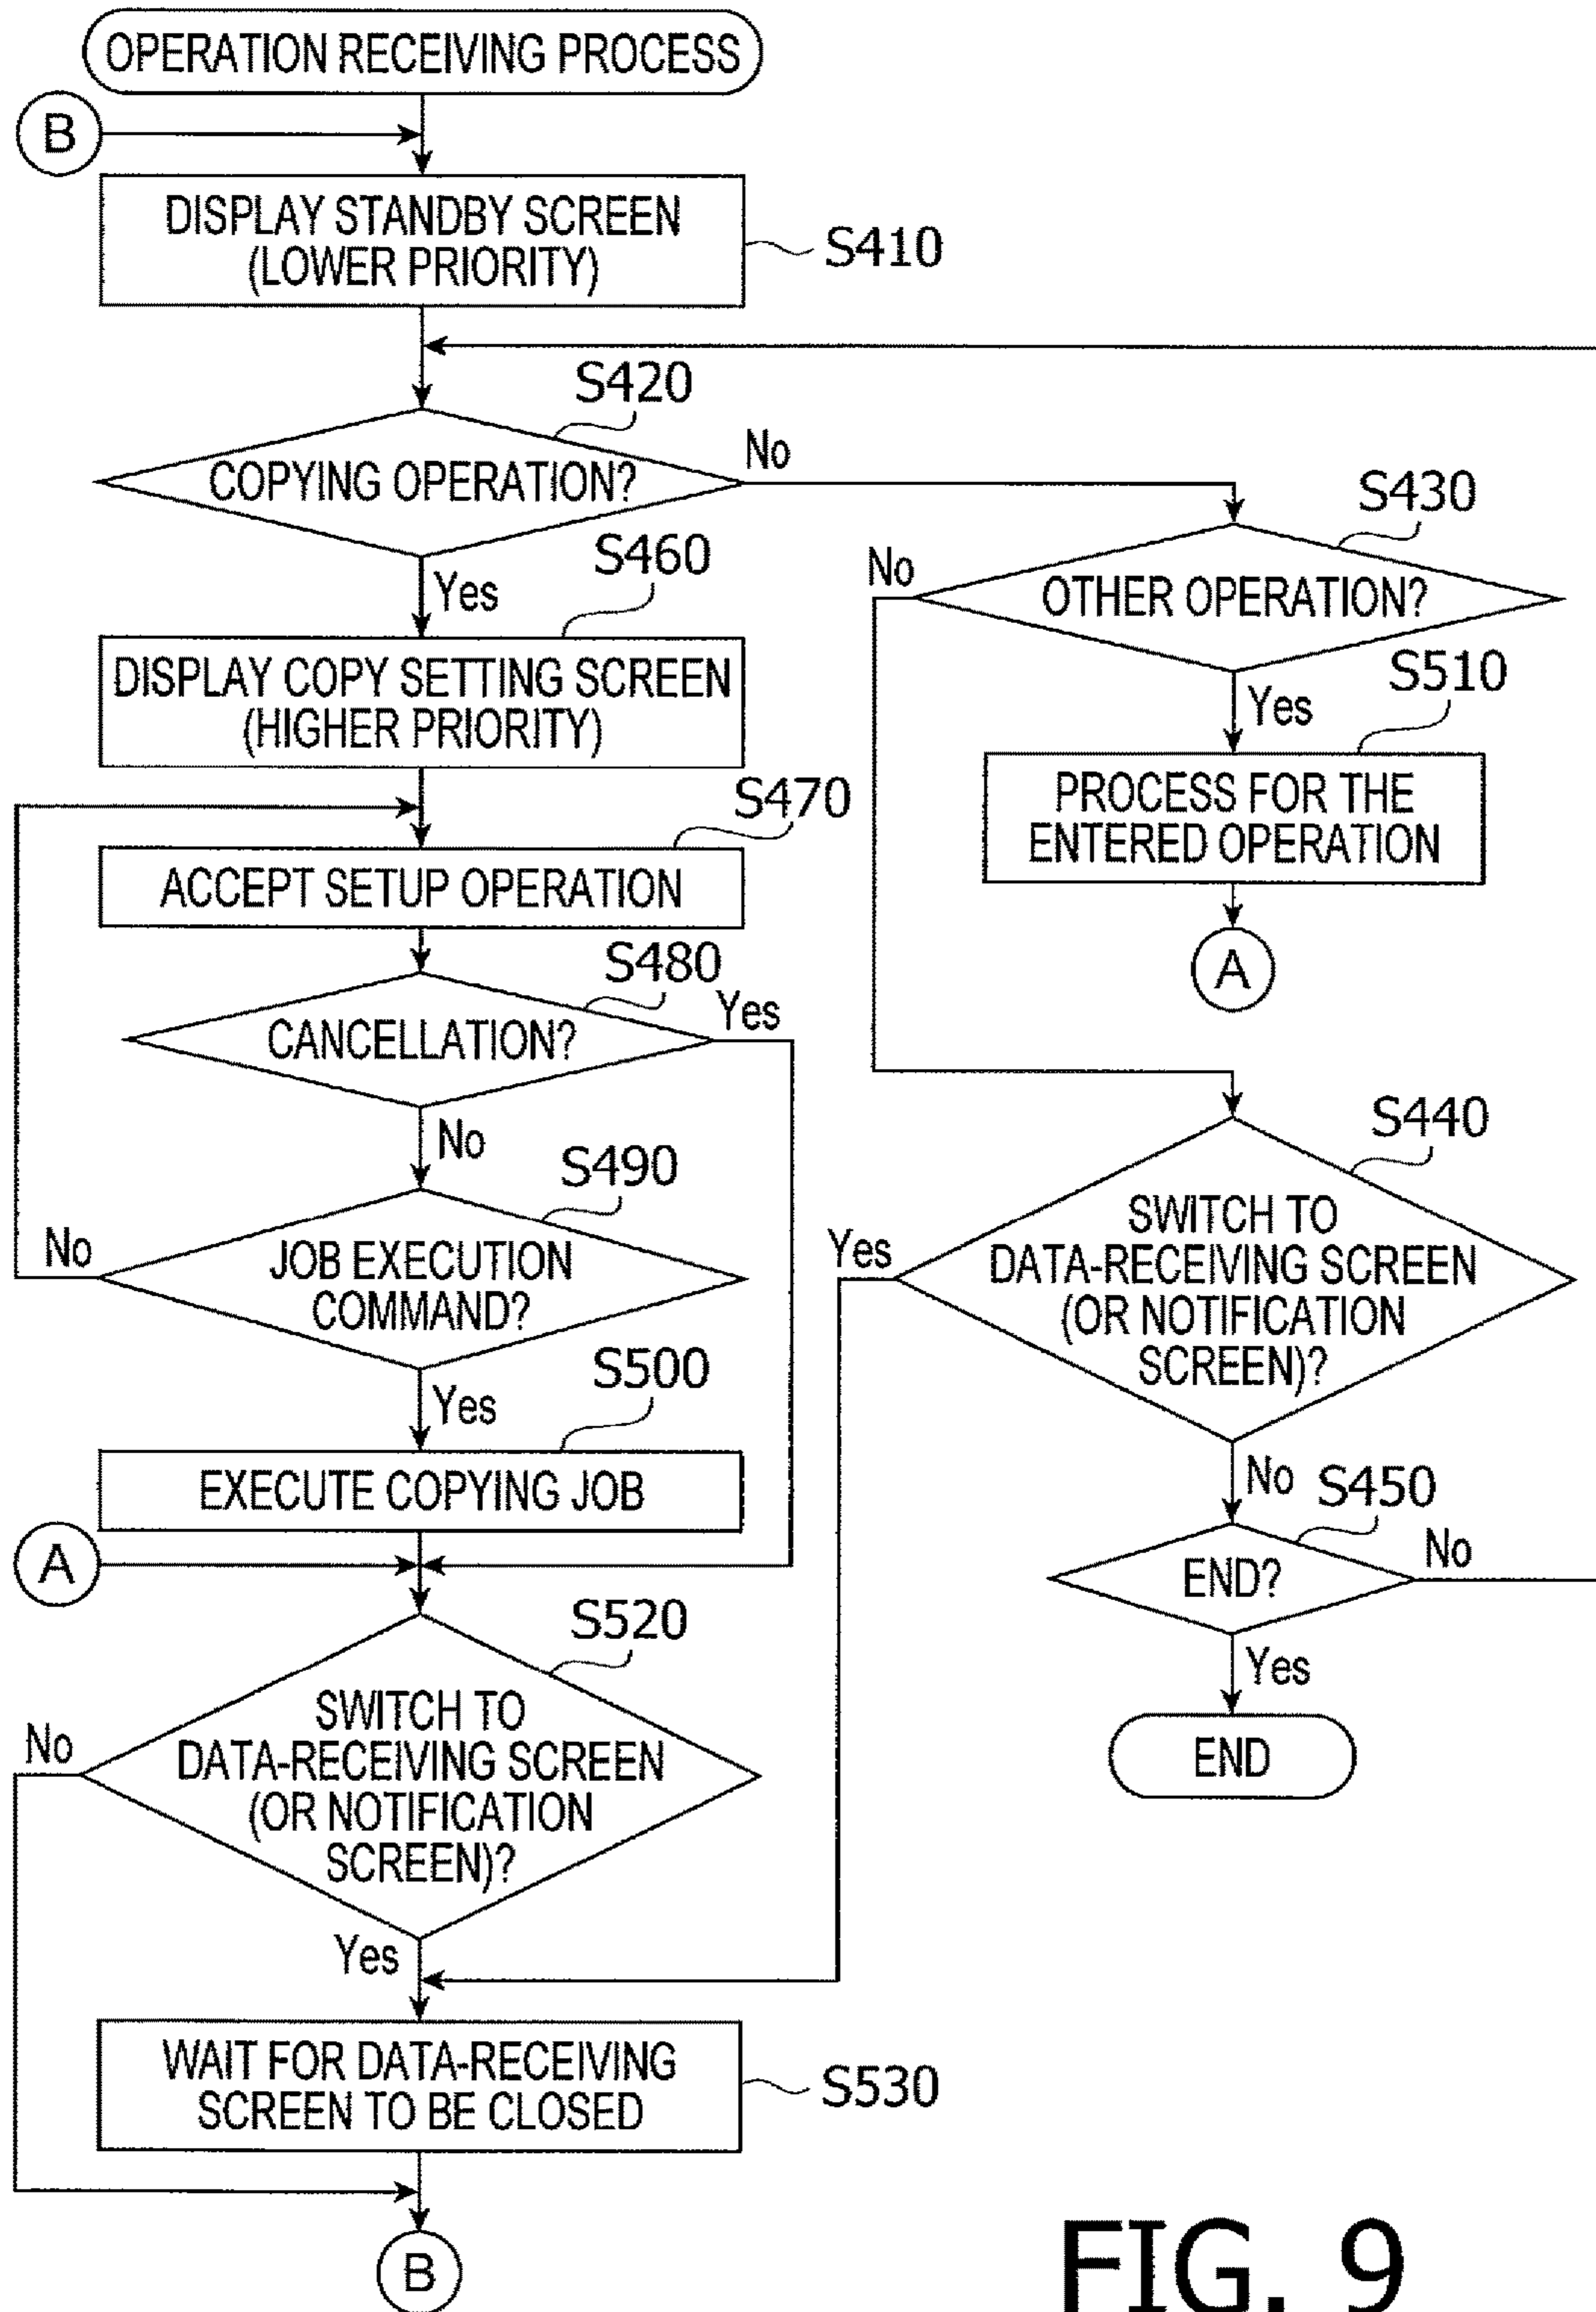 OPERATION RECEIVING PROCESS
B
DISPLAY STANDBY SCREEN
(LOWER PRIORITY)
S410
S420
COPYING OPERATION?
No
Yes
S430
OTHER OPERATION?
No
Yes
S460
DISPLAY COPY SETTING SCREEN
(HIGHER PRIORITY)
S510
PROCESS FOR THE
ENTERED OPERATION
A
S470
ACCEPT SETUP OPERATION
S480
CANCELLATION?
Yes
No
S440
SWITCH TO
DATA-RECEIVING SCREEN
(OR NOTIFICATION
SCREEN)?
Yes
No
S490
JOB EXECUTION
COMMAND?
No
Yes
S450
END?
No
Yes
END
S500
EXECUTE COPYING JOB
A
S520
SWITCH TO
DATA-RECEIVING SCREEN
(OR NOTIFICATION
SCREEN)?
No
Yes
WAIT FOR DATA-RECEIVING
SCREEN TO BE CLOSED
S530
B
FIG. 9